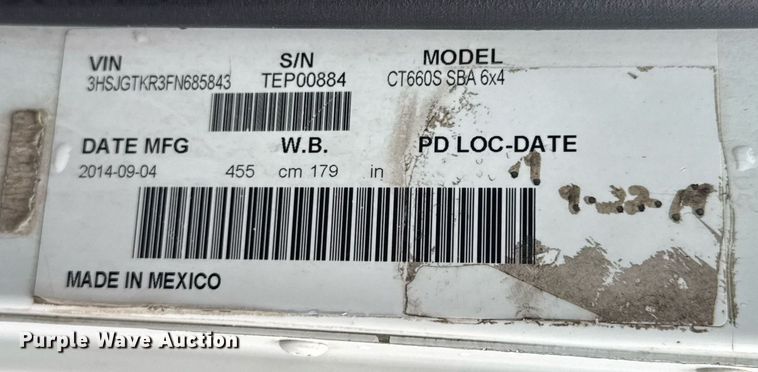 VIN S/N MODEL
3HSJGTKR3FN685843 TEP00884 CT660S SBA 6x4
DATE MFG W.B. PD LOC-DATE
2014-09-04 455 cm 179 in
MADE IN MEXICO
Purple Wave Auction